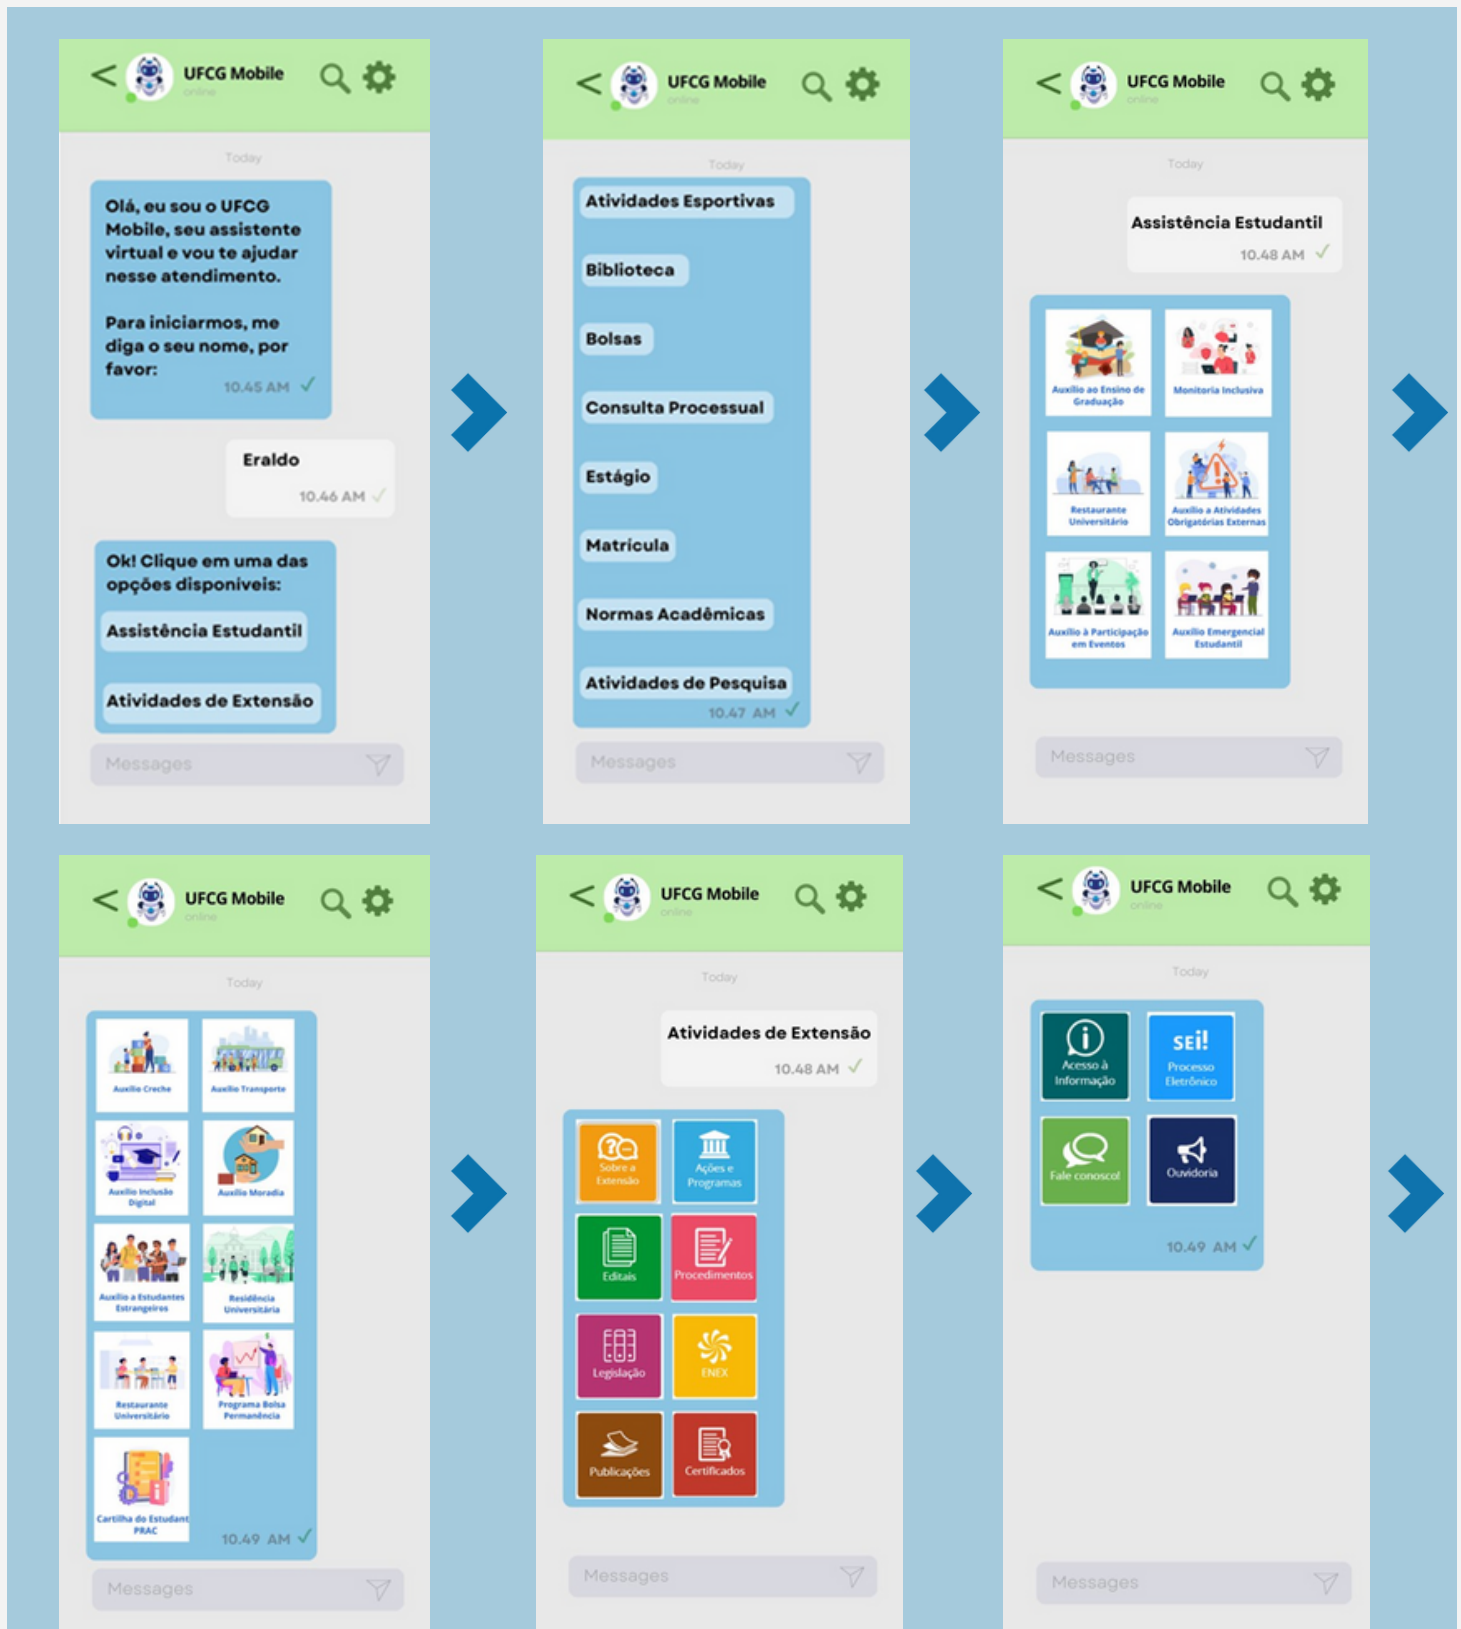 UFCG Mobile
online
Today
Olá, eu sou o UFCG
Mobile, seu assistente
virtual e vou te ajudar
nesse atendimento.
Para iniciarmos, me
diga o seu nome, por
favor:
10.45 AM
Eraldo
10.46 AM
Ok! Clique em uma das
opções disponíveis:
Assistência Estudantil
Atividades de Extensão
Messages
UFCG Mobile
online
Today
Atividades Esportivas
Biblioteca
Bolsas
Consulta Processual
Estágio
Matrícula
Normas Acadêmicas
Atividades de Pesquisa
10.47 AM
Messages
UFCG Mobile
online
Today
Assistência Estudantil
10.48 AM
Auxílio ao Ensino de
Graduação
Monitoria Inclusiva
Restaurante
Universitário
Auxílio a Atividades
Obrigatórias Externas
Auxílio à Participação
em Eventos
Auxílio Emergencial
Estudantil
Messages
UFCG Mobile
online
Today
Auxílio Creche
Auxílio Transporte
Auxílio Inclusão
Digital
Auxílio Moradia
Auxílio a Estudantes
Estrangeiros
Residência
Universitária
Restaurante
Universitário
Programa Bolsa
Permanência
Cartilha do Estudant
PRAC
10.49 AM
Messages
UFCG Mobile
online
Today
Atividades de Extensão
10.48 AM
Sobre a
Extensão
Ações e
Programas
Editais
Procedimentos
Legislação
ENEX
Publicações
Certificados
Messages
UFCG Mobile
online
Today
Acesso à
Informação
sei!
Processo
Eletrônico
Fale conosco!
Ouvidoria
10.49 AM
Messages